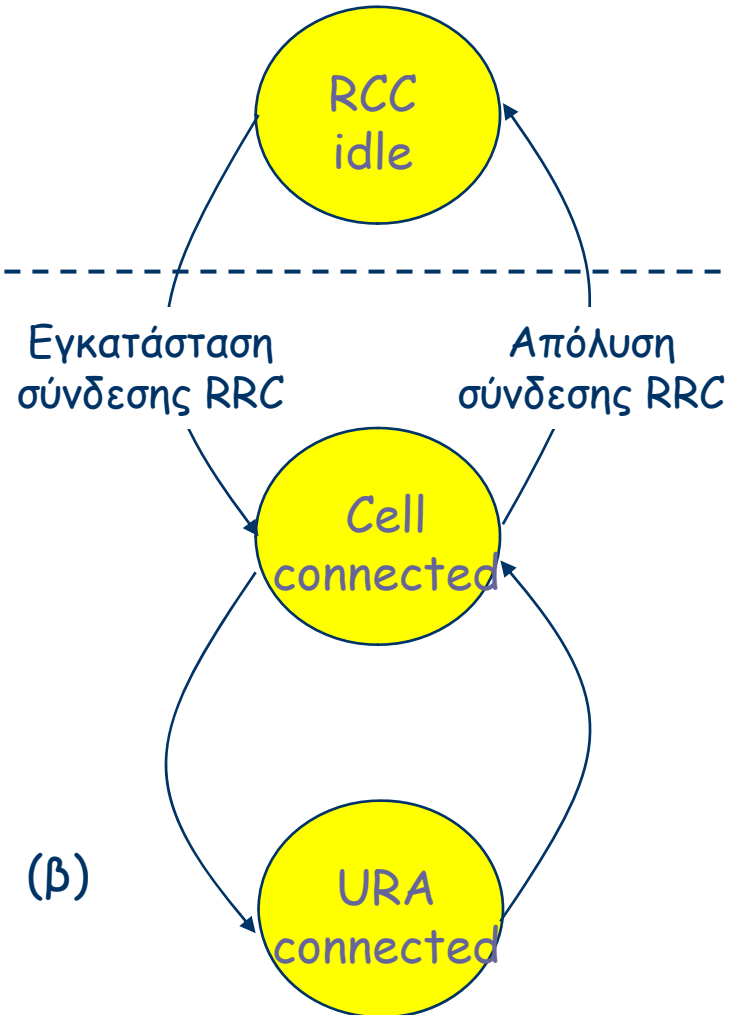 RCC
idle
Εγκατάσταση
σύνδεσης RRC
Απόλυση
σύνδεσης RRC
Cell
connected
(β)
URA
connected